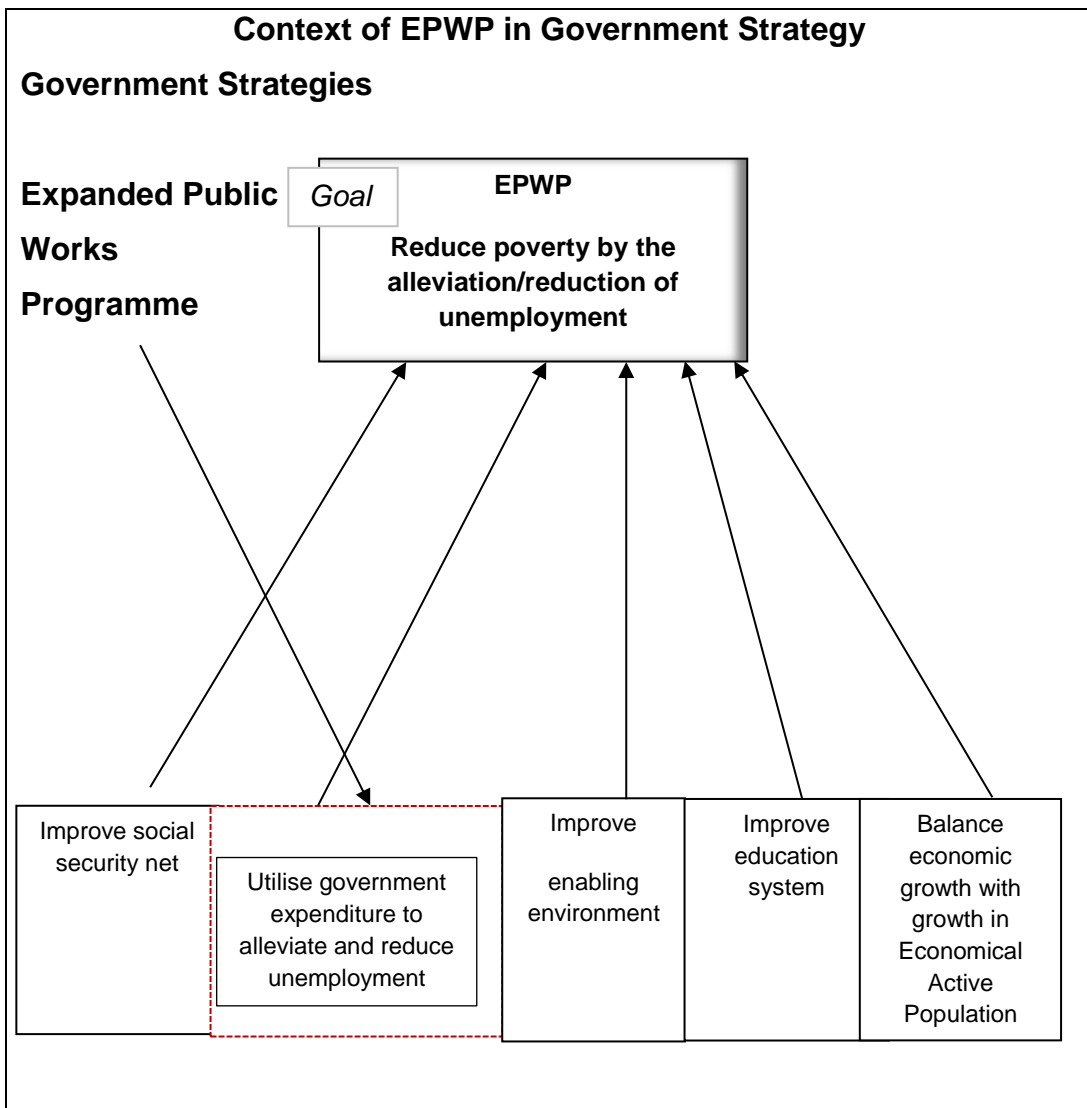 Context of EPWP in Government Strategy
Government Strategies
Expanded Public
Works
Programme
Goal
EPWP
Reduce poverty by the
alleviation/reduction of
unemployment
Improve social
security net
Utilise government
expenditure to
alleviate and reduce
unemployment
Improve
enabling
environment
Improve
education
system
Balance
economic
growth with
growth in
Economical
Active
Population